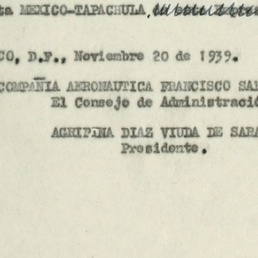 ta MEXICO-TAPACHULA,
CO, D.F., Noviembre 20 de 1939.
COMPAÑIA AERONAUTICA FRANCISCO SAR
El Consejo de Administració
AGRIPINA DIAZ VIUDA DE SARA
Presidente.